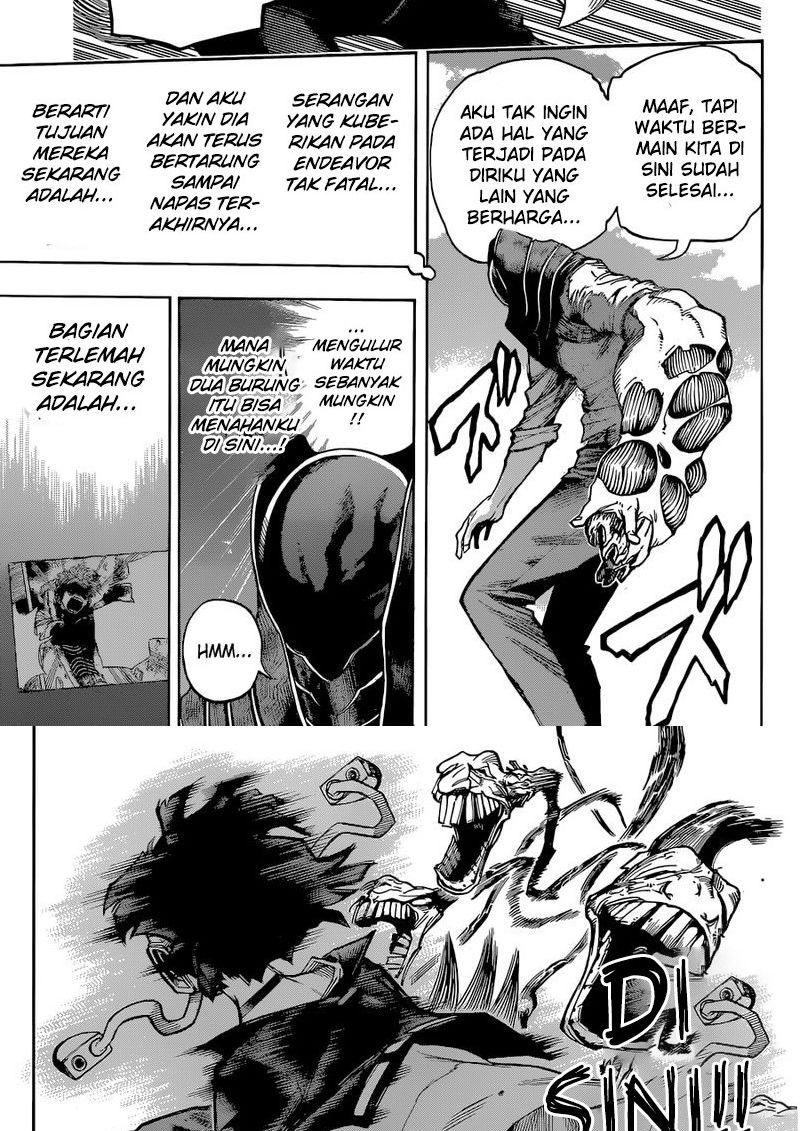 MAAF, TAPI
WAKTU BER-
MAIN KITA DI
SINI SUDAH
SELESAI...
AKU TAK INGIN
ADA HAL YANG
TERJADI PADA
DIRIKU YANG
LAIN YANG
BERHARGA...
SERANGAN
YANG KUBE-
RIKAN PADA
ENDEAVOR
TAK FATAL...
DAN AKU
YAKIN DIA
AKAN TERUS
BERTARUNG
SAMPAI
NAPAS TER-
AKHIRNYA...
BERARTI
TUJUAN
MEREKA
SEKARANG
ADALAH...
...
MENGULUR
WAKTU
SEBANYAK
MUNGKIN
!!
MANA
MUNGKIN
DUA BURUNG
ITU BISA
MENAHANKU
DI SINI...!
HMM...
BAGIAN
TERLEMAH
SEKARANG
ADALAH...
DI
SINI!!